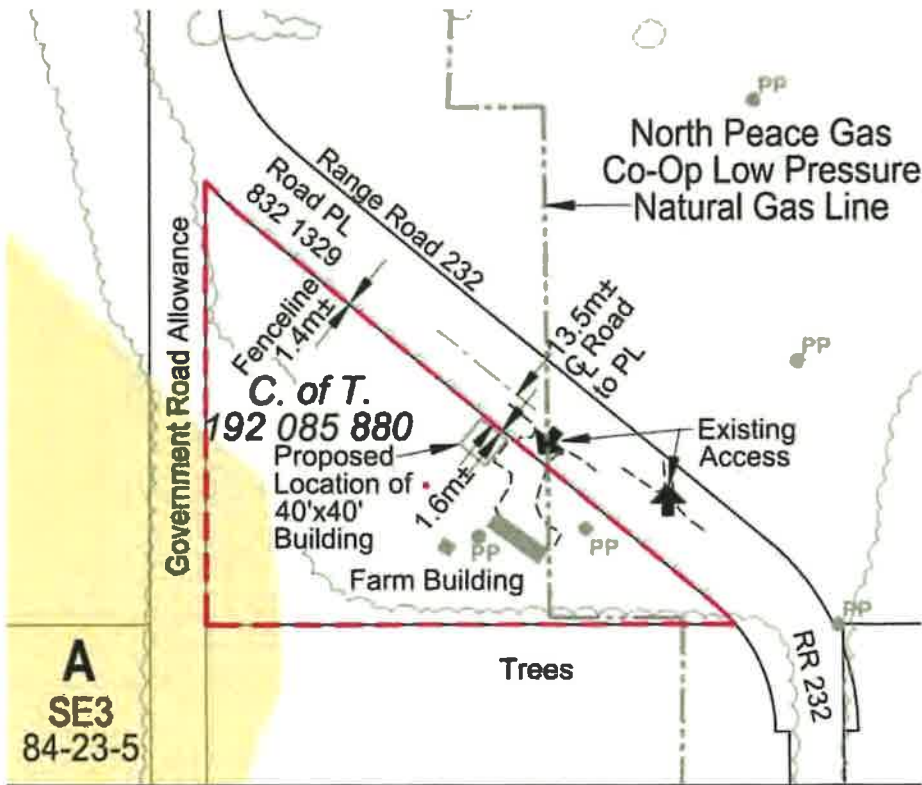 PP
North Peace Gas
Co-Op Low Pressure
Natural Gas Line
Range Road 232
Road PL
832 1329
Government Road Allowance
Fenceline
1.4m±
13.5m±
℄ Road
to PL
PP
C. of T.
192 085 880
Existing
Access
Proposed
Location of
40'x40'
Building
1.6m±
PP
PP
Farm Building
PP
A
SE3
84-23-5
Trees
RR 232